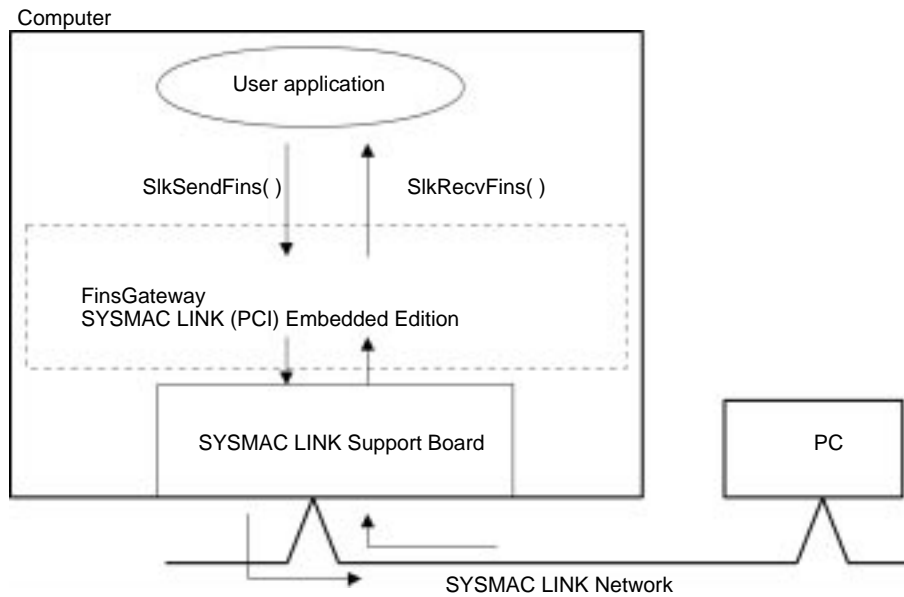 Computer
User application
SlkSendFins( )
SlkRecvFins( )
FinsGateway
SYSMAC LINK (PCI) Embedded Edition
SYSMAC LINK Support Board
PC
SYSMAC LINK Network